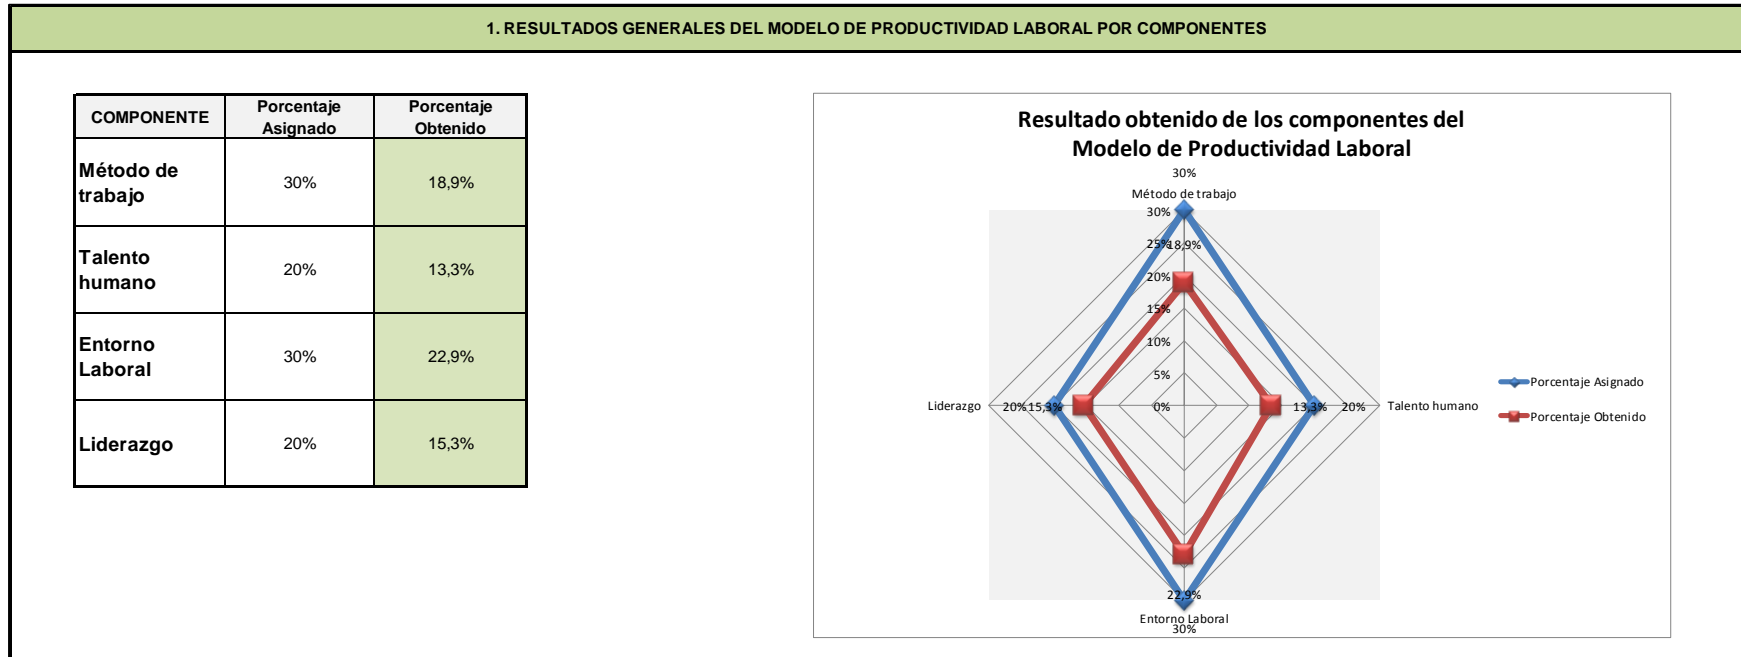 1. RESULTADOS GENERALES DEL MODELO DE PRODUCTIVIDAD LABORAL POR COMPONENTES
COMPONENTE Porcentaje Asignado Porcentaje Obtenido
Método de trabajo 30% 18,9%
Talento humano 20% 13,3%
Entorno Laboral 30% 22,9%
Liderazgo 20% 15,3%
Resultado obtenido de los componentes del
Modelo de Productividad Laboral
30%
Método de trabajo
30%
25% 18,9%
20%
15%
10%
5%
Liderazgo 20% 15,3% 0% 13,3% 20% Talento humano
22,9%
Entorno Laboral
30%
Porcentaje Asignado
Porcentaje Obtenido